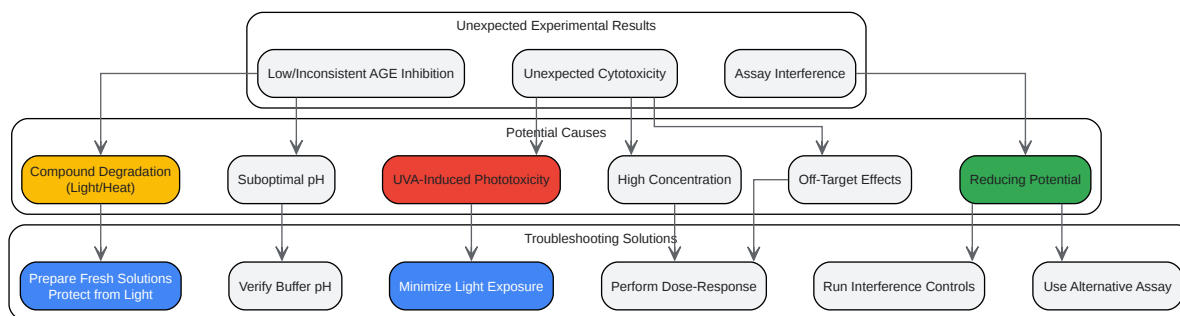 Unexpected Experimental Results
Low/Inconsistent AGE Inhibition
Unexpected Cytotoxicity
Assay Interference
Potential Causes
Compound Degradation
(Light/Heat)
Suboptimal pH
UVA-Induced Phototoxicity
High Concentration
Off-Target Effects
Reducing Potential
Troubleshooting Solutions
Prepare Fresh Solutions
Protect from Light
Verify Buffer pH
Minimize Light Exposure
Perform Dose-Response
Run Interference Controls
Use Alternative Assay